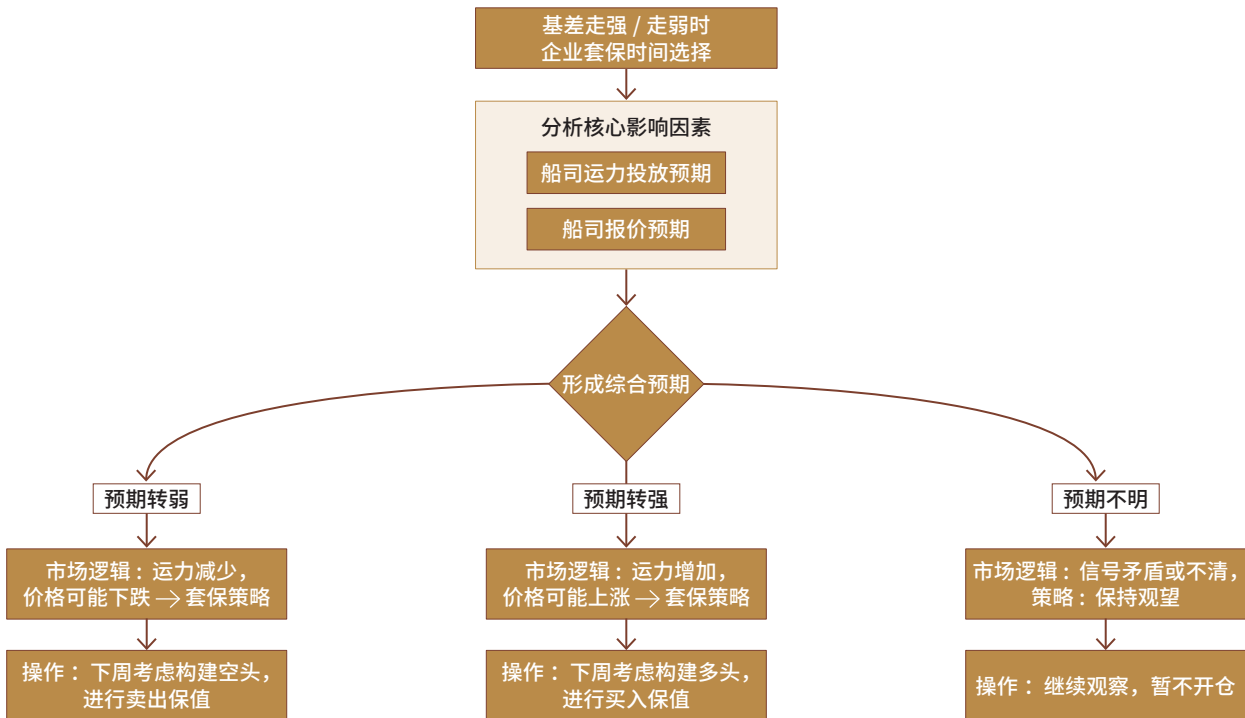 基差走强 / 走弱时
企业套保时间选择
分析核心影响因素
船司运力投放预期
船司报价预期
形成综合预期
预期转弱
预期转强
预期不明
市场逻辑：运力减少，
价格可能下跌 → 套保策略
市场逻辑：运力增加，
价格可能上涨 → 套保策略
市场逻辑：信号矛盾或不清，
策略：保持观望
操作：下周考虑构建空头，
进行卖出保值
操作：下周考虑构建多头，
进行买入保值
操作：继续观察，暂不开仓